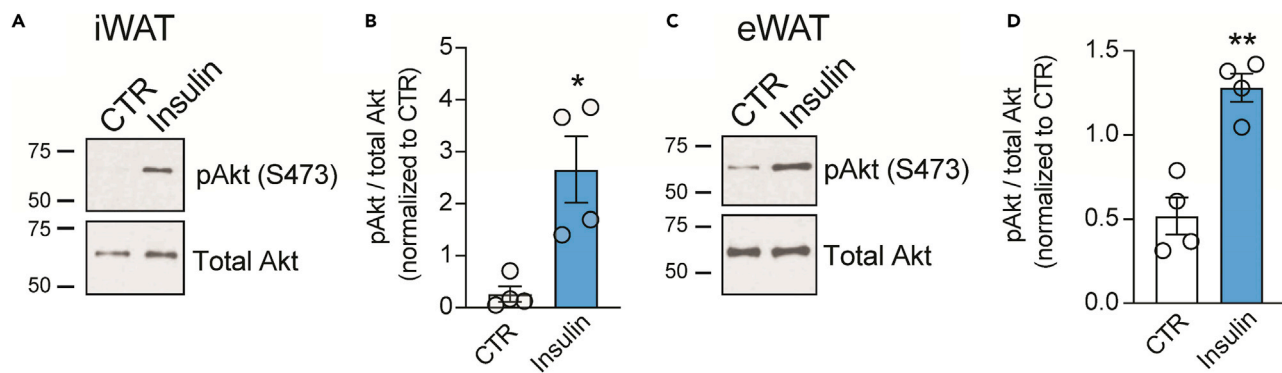 A
iWAT
CTR
Insulin
75
50
pAkt (S473)
75
50
Total Akt
B
pAkt / total Akt
(normalized to CTR)
5
4
3
2
1
0
*
CTR
Insulin
C
eWAT
CTR
Insulin
75
50
pAkt (S473)
75
50
Total Akt
D
pAkt / total Akt
(normalized to CTR)
1.5
1.0
0.5
0.0
**
CTR
Insulin